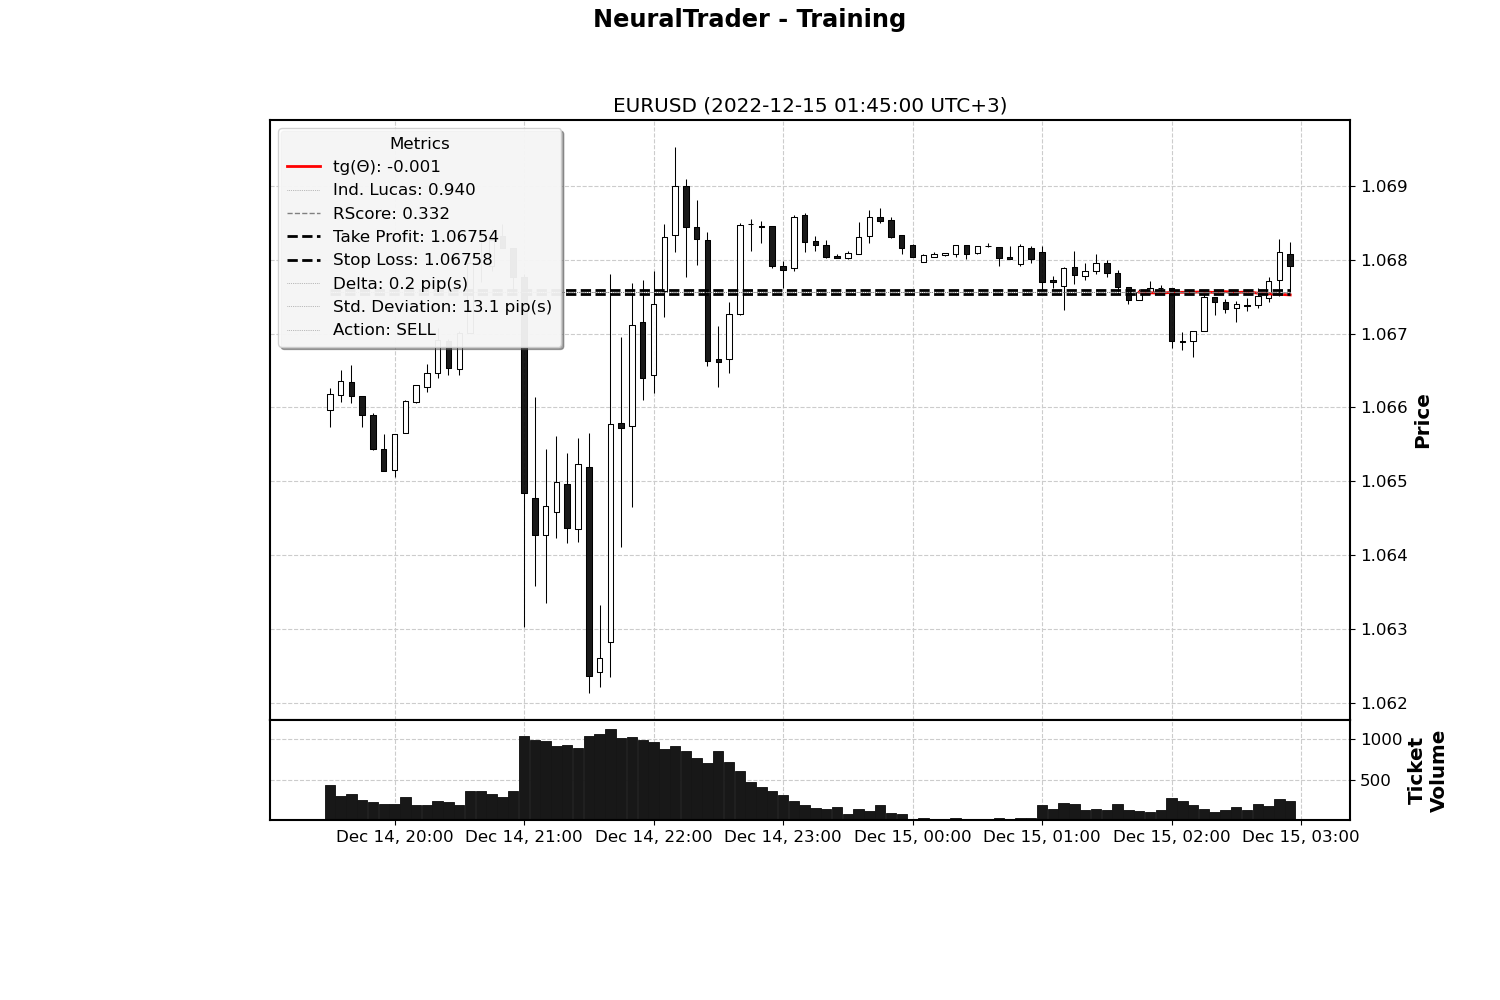 NeuralTrader - Training
EURUSD (2022-12-15 01:45:00 UTC+3)
Metrics
tg(Θ): -0.001
Ind. Lucas: 0.940
RScore: 0.332
Take Profit: 1.06754
Stop Loss: 1.06758
Delta: 0.2 pip(s)
Std. Deviation: 13.1 pip(s)
Action: SELL
1.069
1.068
1.067
1.066
1.065
1.064
1.063
1.062
Price
1000
500
Ticket
Volume
Dec 14, 20:00 Dec 14, 21:00 Dec 14, 22:00 Dec 14, 23:00 Dec 15, 00:00 Dec 15, 01:00 Dec 15, 02:00 Dec 15, 03:00